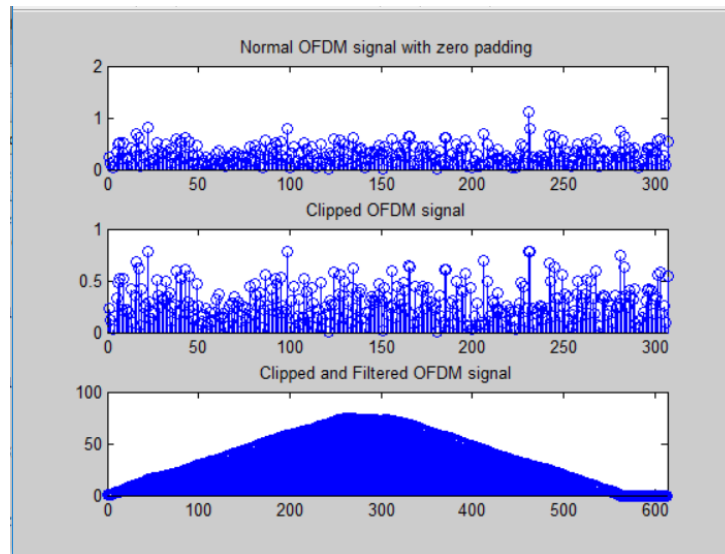 Normal OFDM signal with zero padding
2
1
0
0 50 100 150 200 250 300
Clipped OFDM signal
1
0.5
0
0 50 100 150 200 250 300
Clipped and Filtered OFDM signal
100
50
0
0 100 200 300 400 500 600